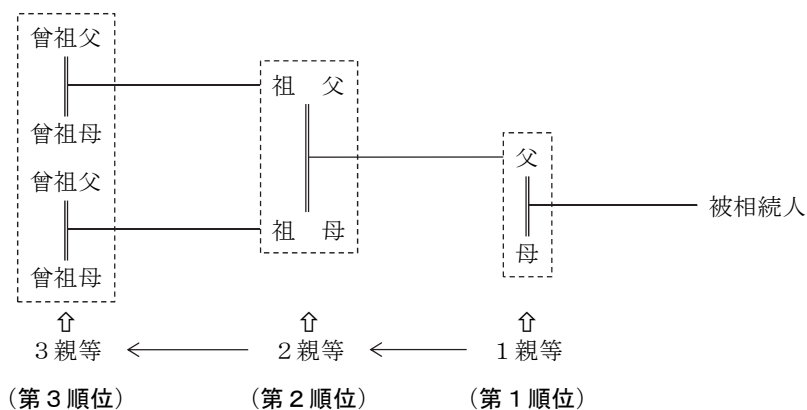 曾祖父
曾祖母
曾祖父
曾祖母
祖　父
祖　母
父
母
被相続人
⇧ ⇧ ⇧
3親等 ← 2親等 ← 1親等
（第3順位） （第2順位） （第1順位）